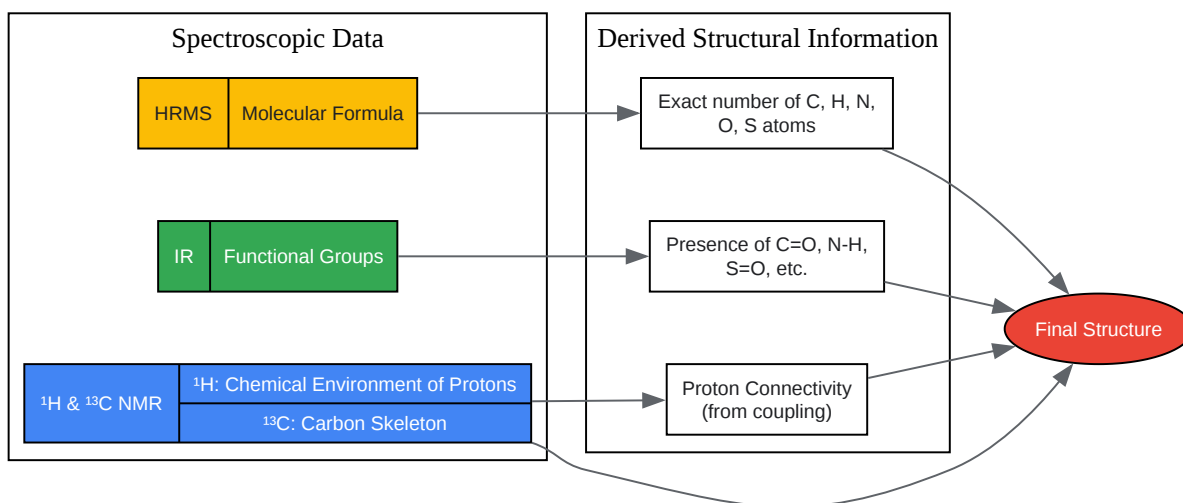 Spectroscopic Data
Derived Structural Information
HRMS
Molecular Formula
Exact number of C, H, N,
O, S atoms
IR
Functional Groups
Presence of C=O, N-H,
S=O, etc.
Final Structure
¹H & ¹³C NMR
¹H: Chemical Environment of Protons
¹³C: Carbon Skeleton
Proton Connectivity
(from coupling)